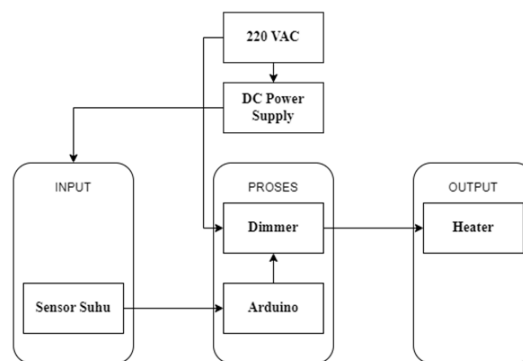 220 VAC
DC Power
Supply
INPUT
PROSES
OUTPUT
Dimmer
Heater
Sensor Suhu
Arduino